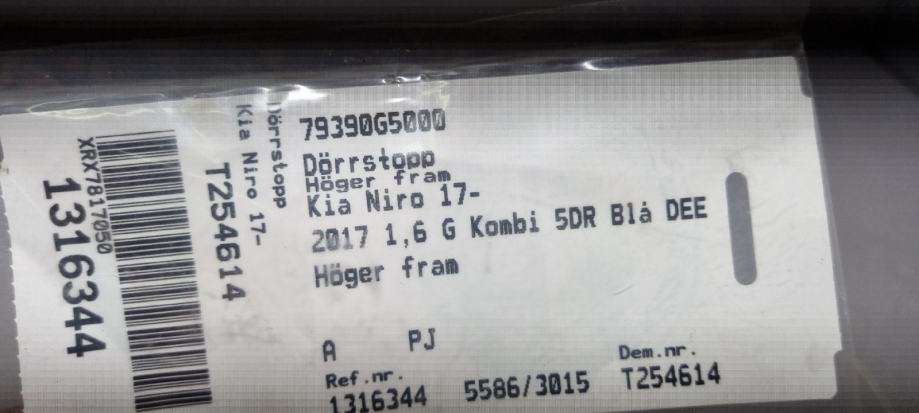 79390G5000
Dörrstopp
Höger fram
Kia Niro 17-
2017 1,6 G Kombi 5DR Blå DEE
Höger fram
A PJ
Ref.nr. Dem.nr.
1316344 5586/3015 T254614
Dörrstopp
Kia Niro 17-
T254614
XRX7817050
1316344